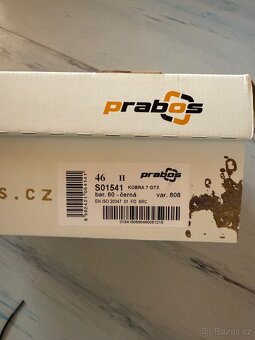 prabos
46 H prabos
S01541 KOBRA 7 GTX
bar. 60 - černá var. 808
EN ISO 20347 01 FO SRC
S.CZ
Bazoš.cz